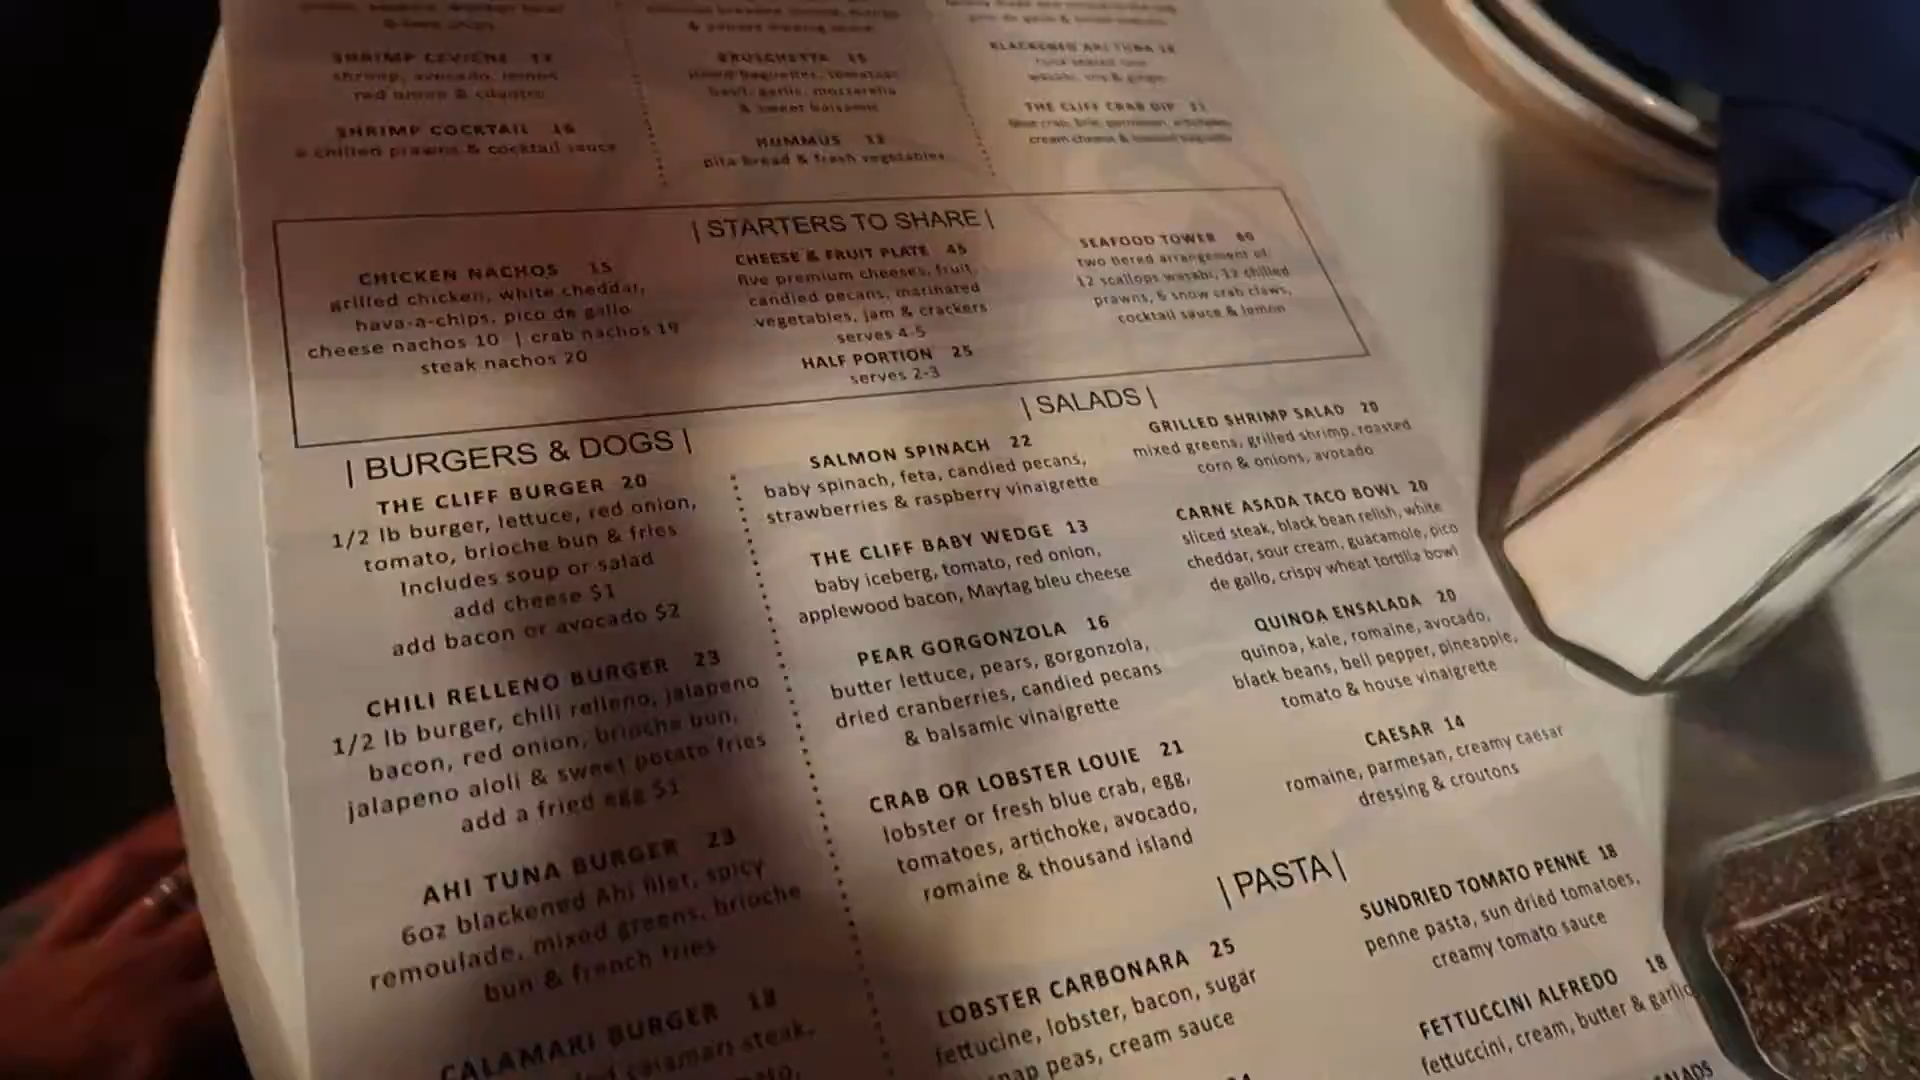 SHRIMP CEVICHE 17
shrimp, avocado, lemon
red onion & cilantro
SHRIMP COCKTAIL 16
chilled prawns & cocktail sauce
BRUSCHETTA 15
basil, garlic, mozzarella
& sweet balsamic
HUMMUS 13
pita bread & fresh vegetables
BLACKENED AHI TUNA 18
wasabi, soy & ginger
THE CLIFF CRAB DIP 21
| STARTERS TO SHARE |
CHICKEN NACHOS 15
grilled chicken, white cheddar,
hava-a-chips, pico de gallo
cheese nachos 10 | crab nachos 19
steak nachos 20
CHEESE & FRUIT PLATE 45
five premium cheeses, fruit,
candied pecans, marinated
vegetables, jam & crackers
serves 4-5
HALF PORTION 25
serves 2-3
SEAFOOD TOWER 60
two tiered arrangement of:
12 scallops wasabi, 12 chilled
prawns, 6 snow crab claws,
cocktail sauce & lemon
| BURGERS & DOGS |
THE CLIFF BURGER 20
1/2 lb burger, lettuce, red onion,
tomato, brioche bun & fries
Includes soup or salad
add cheese $1
add bacon or avocado $2
CHILI RELLENO BURGER 23
1/2 lb burger, chili relleno, jalapeno
bacon, red onion, brioche bun,
jalapeno aioli & sweet potato fries
add a fried egg $1
AHI TUNA BURGER 23
6oz blackened Ahi filet, spicy
remoulade, mixed greens, brioche
bun & french fries
CALAMARI BURGER 18
calamari steak,
| SALADS |
SALMON SPINACH 22
baby spinach, feta, candied pecans,
strawberries & raspberry vinaigrette
THE CLIFF BABY WEDGE 13
baby iceberg, tomato, red onion,
applewood bacon, Maytag bleu cheese
PEAR GORGONZOLA 16
butter lettuce, pears, gorgonzola,
dried cranberries, candied pecans
& balsamic vinaigrette
CRAB OR LOBSTER LOUIE 21
lobster or fresh blue crab, egg,
tomatoes, artichoke, avocado,
romaine & thousand island
GRILLED SHRIMP SALAD 20
mixed greens, grilled shrimp, roasted
corn & onions, avocado
CARNE ASADA TACO BOWL 20
sliced steak, black bean relish, white
cheddar, sour cream, guacamole, pico
de gallo, crispy wheat tortilla bowl
QUINOA ENSALADA 20
quinoa, kale, romaine, avocado,
black beans, bell pepper, pineapple,
tomato & house vinaigrette
CAESAR 14
romaine, parmesan, creamy caesar
dressing & croutons
| PASTA |
LOBSTER CARBONARA 25
fettucine, lobster, bacon, sugar
snap peas, cream sauce
SUNDRIED TOMATO PENNE 18
penne pasta, sun dried tomatoes,
creamy tomato sauce
FETTUCCINI ALFREDO 18
fettuccini, cream, butter & garlic